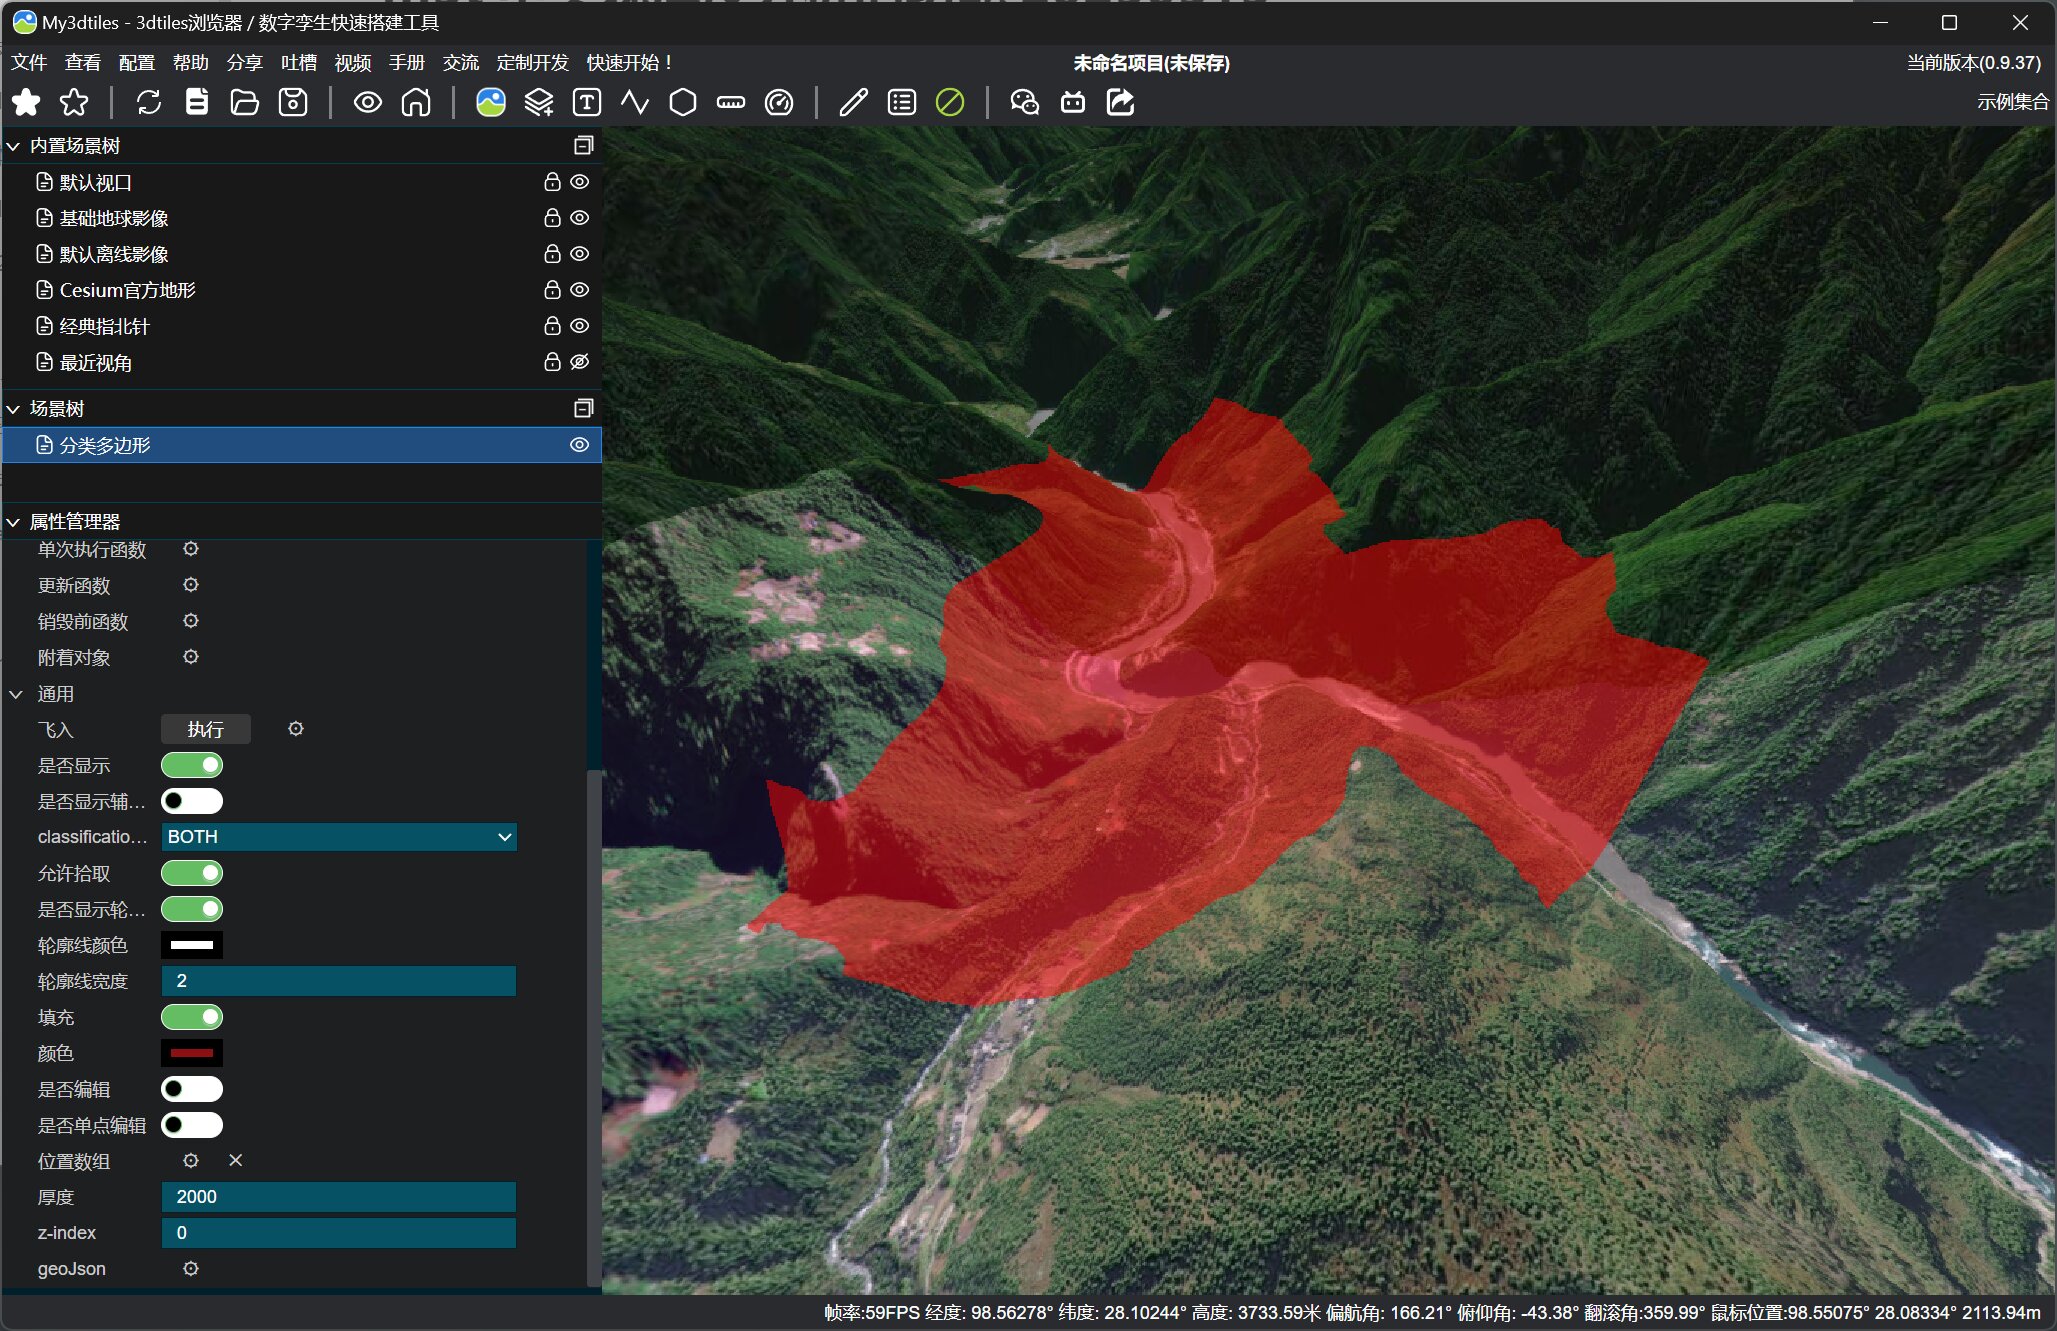 My3dtiles - 3dtiles浏览器 / 数字孪生快速搭建工具
文件 查看 配置 帮助 分享 吐槽 视频 手册 交流 定制开发 快速开始！ 未命名项目(未保存) 当前版本(0.9.37)
示例集合
内置场景树
默认视口
基础地球影像
默认离线影像
Cesium官方地形
经典指北针
最近视角
场景树
分类多边形
属性管理器
单次执行函数
更新函数
销毁前函数
附着对象
通用
飞入 执行
是否显示
是否显示辅...
classificatio... BOTH
允许拾取
是否显示轮...
轮廓线颜色
轮廓线宽度 2
填充
颜色
是否编辑
是否单点编辑
位置数组
厚度 2000
z-index 0
geoJson
帧率:59FPS 经度: 98.56278° 纬度: 28.10244° 高度: 3733.59米 偏航角: 166.21° 俯仰角: -43.38° 翻滚角:359.99° 鼠标位置:98.55075° 28.08334° 2113.94m